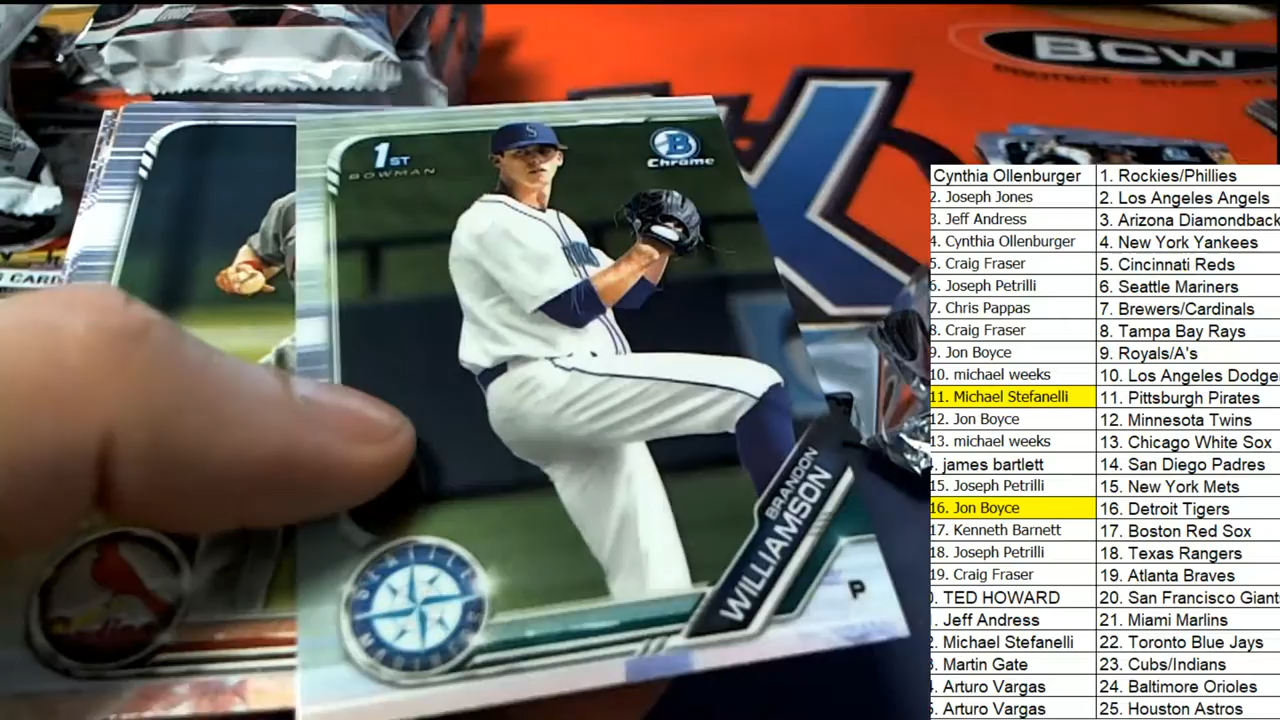 BCW
1ST
BOWMAN
B
Chrome
S
BRANDON
WILLIAMSON
P
SEATTLE
MARINERS
CARD
Cynthia Ollenburger 1. Rockies/Phillies
2. Joseph Jones 2. Los Angeles Angels
3. Jeff Andress 3. Arizona Diamondback
4. Cynthia Ollenburger 4. New York Yankees
5. Craig Fraser 5. Cincinnati Reds
6. Joseph Petrilli 6. Seattle Mariners
7. Chris Pappas 7. Brewers/Cardinals
8. Craig Fraser 8. Tampa Bay Rays
9. Jon Boyce 9. Royals/A's
10. michael weeks 10. Los Angeles Dodge
11. Michael Stefanelli 11. Pittsburgh Pirates
12. Jon Boyce 12. Minnesota Twins
13. michael weeks 13. Chicago White Sox
. james bartlett 14. San Diego Padres
15. Joseph Petrilli 15. New York Mets
16. Jon Boyce 16. Detroit Tigers
17. Kenneth Barnett 17. Boston Red Sox
18. Joseph Petrilli 18. Texas Rangers
19. Craig Fraser 19. Atlanta Braves
. TED HOWARD 20. San Francisco Giant
. Jeff Andress 21. Miami Marlins
. Michael Stefanelli 22. Toronto Blue Jays
. Martin Gate 23. Cubs/Indians
. Arturo Vargas 24. Baltimore Orioles
. Arturo Vargas 25. Houston Astros